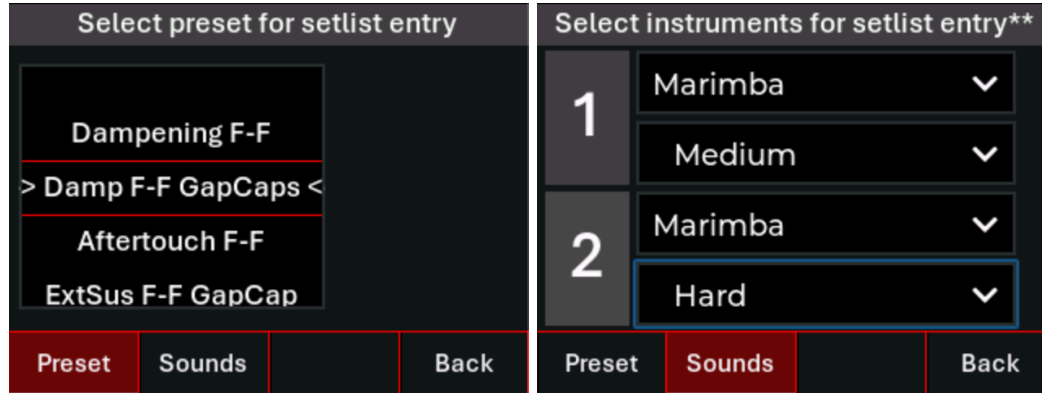 Select preset for setlist entry
Dampening F-F
> Damp F-F GapCaps <
Aftertouch F-F
ExtSus F-F GapCap
Preset Sounds Back
Select instruments for setlist entry**
1
Marimba
Medium
2
Marimba
Hard
Preset Sounds Back